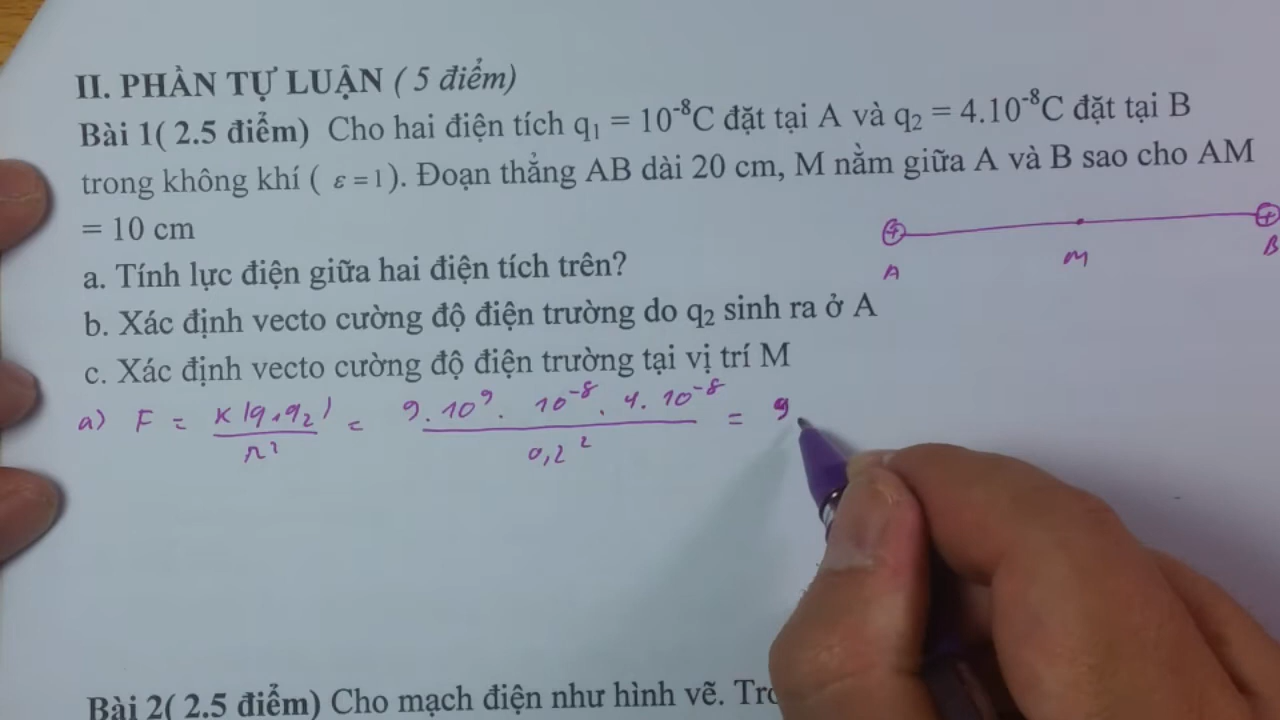 II. PHẦN TỰ LUẬN ( 5 điểm)
Bài 1( 2.5 điểm) Cho hai điện tích q₁ = 10⁻⁸C đặt tại A và q₂ = 4.10⁻⁸C đặt tại B
trong không khí ( ε = 1 ). Đoạn thẳng AB dài 20 cm, M nằm giữa A và B sao cho AM
= 10 cm
+ +
A M B
a. Tính lực điện giữa hai điện tích trên?
b. Xác định vecto cường độ điện trường do q₂ sinh ra ở A
c. Xác định vecto cường độ điện trường tại vị trí M
a) F = K|q₁q₂| / r² = 9.10⁹. 10⁻⁸. 4.10⁻⁸ / 0,2² = 9
Bài 2( 2.5 điểm) Cho mạch điện như hình vẽ.